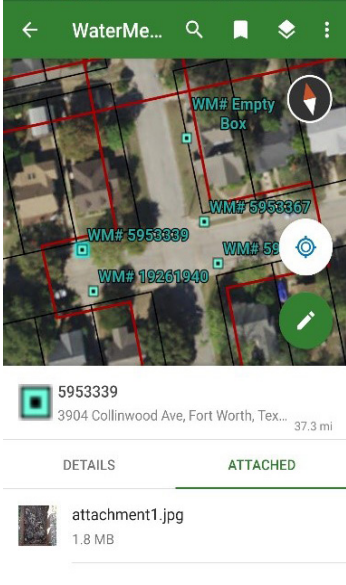 WaterMe...
WM# Empty
Box
WM# 5953367
WM# 5953339
WM# 59
WM# 19261940
5953339
3904 Collinwood Ave, Fort Worth, Tex...
37.3 mi
DETAILS
ATTACHED
attachment1.jpg
1.8 MB